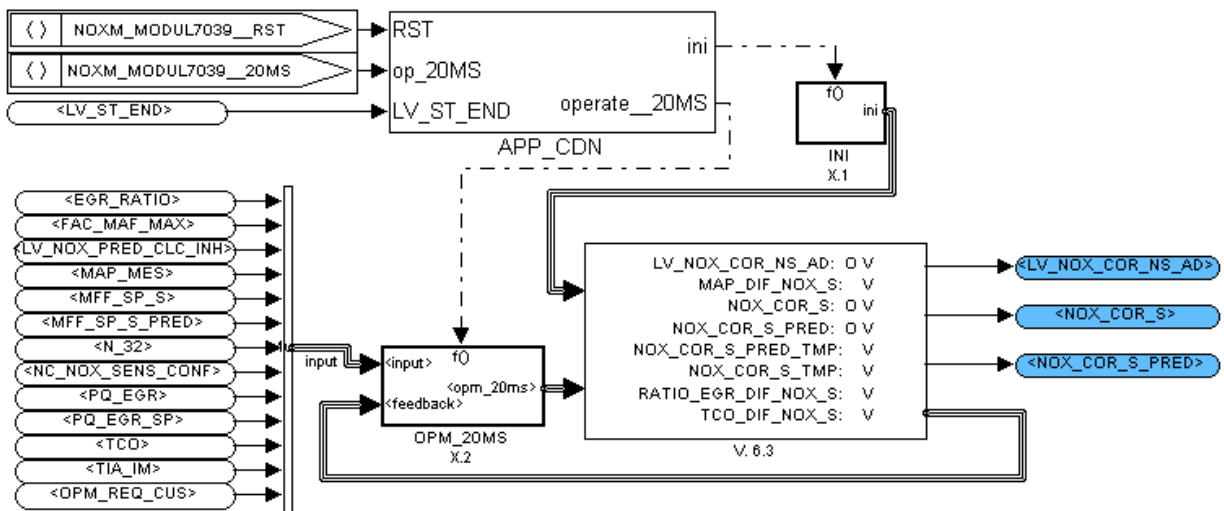 ⟨⟩ NOXM_MODUL7039__RST
⟨⟩ NOXM_MODUL7039__20MS
<LV_ST_END>
RST
op_20MS
LV_ST_END
ini
operate__20MS
APP_CDN
f()
ini
INI
X.1
<EGR_RATIO>
<FAC_MAF_MAX>
<LV_NOX_PRED_CLC_INH>
<MAP_MES>
<MFF_SP_S>
<MFF_SP_S_PRED>
<N_32>
<NC_NOX_SENS_CONF>
<PQ_EGR>
<PQ_EGR_SP>
<TCO>
<TIA_IM>
<OPM_REQ_CUS>
input
f()
<input>
<opm_20ms>
<feedback>
OPM_20MS
X.2
LV_NOX_COR_NS_AD: O V
MAP_DIF_NOX_S: V
NOX_COR_S: O V
NOX_COR_S_PRED: O V
NOX_COR_S_PRED_TMP: V
NOX_COR_S_TMP: V
RATIO_EGR_DIF_NOX_S: V
TCO_DIF_NOX_S: V
V. 6.3
<LV_NOX_COR_NS_AD>
<NOX_COR_S>
<NOX_COR_S_PRED>